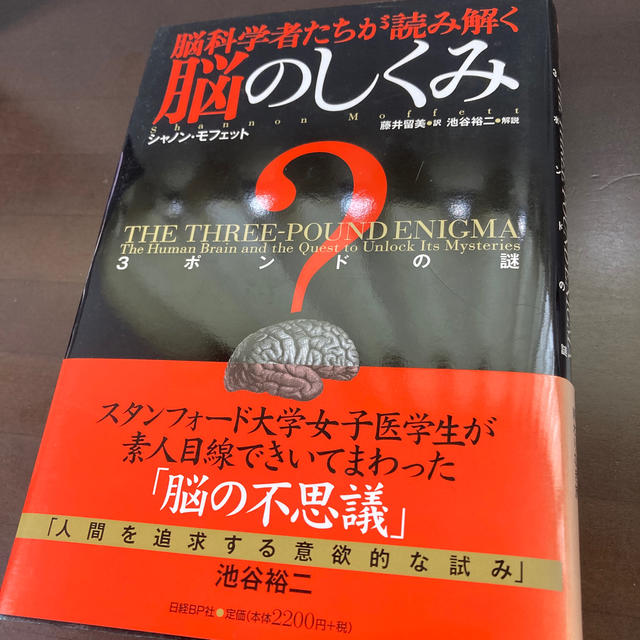 脳科学者たちが読み解く
脳のしくみ
Shannon Moffett
シャノン・モフェット
藤井留美●訳 池谷裕二●解説
?
THE THREE-POUND ENIGMA
The Human Brain and the Quest to Unlock Its Mysteries
3ポンドの謎
スタンフォード大学女子医学生が
素人目線できいてまわった
「脳の不思議」
「人間を追求する意欲的な試み」
池谷裕二
日経BP社●定価(本体2200円+税)